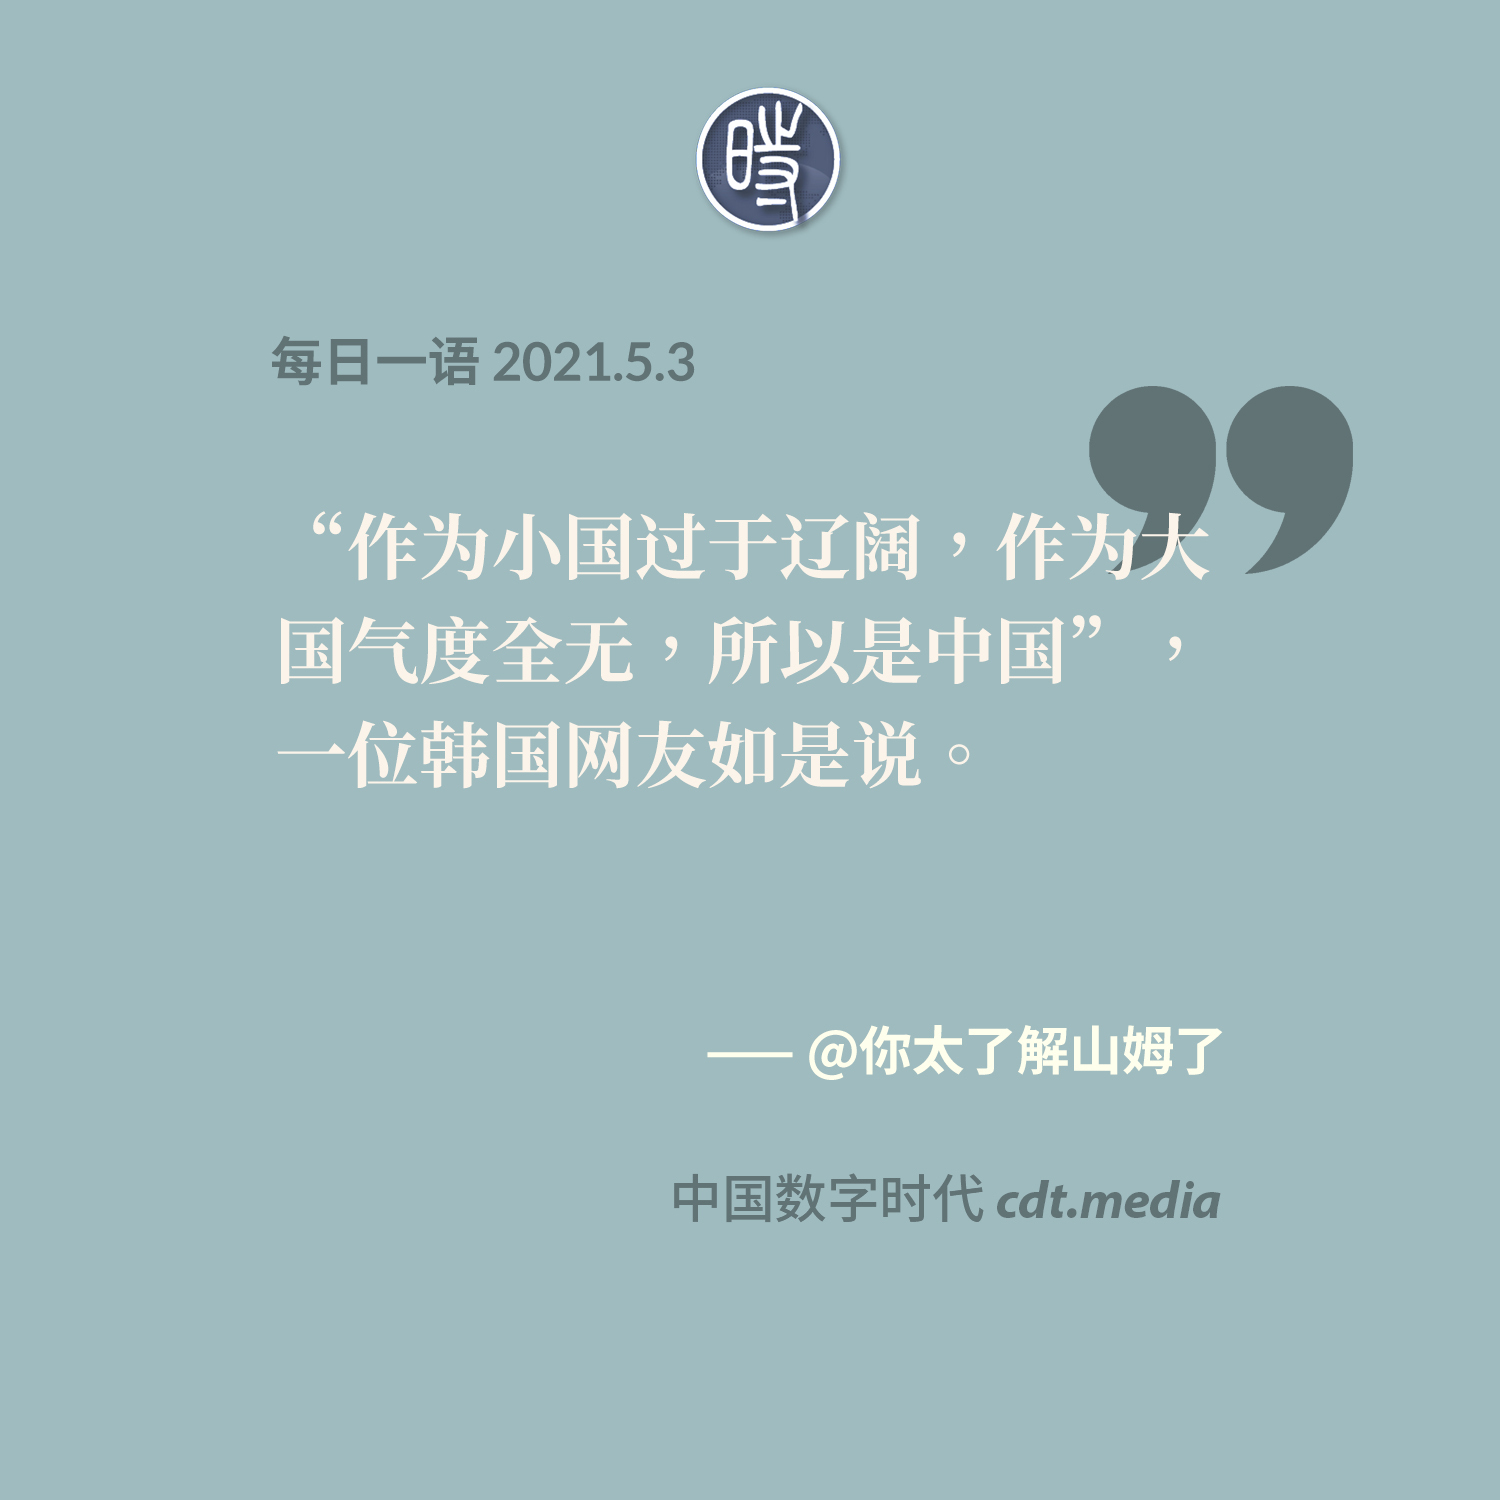 時
每日一语 2021.5.3
“作为小国过于辽阔，作为大
国气度全无，所以是中国”，
一位韩国网友如是说。
—— @你太了解山姆了
中国数字时代 cdt.media